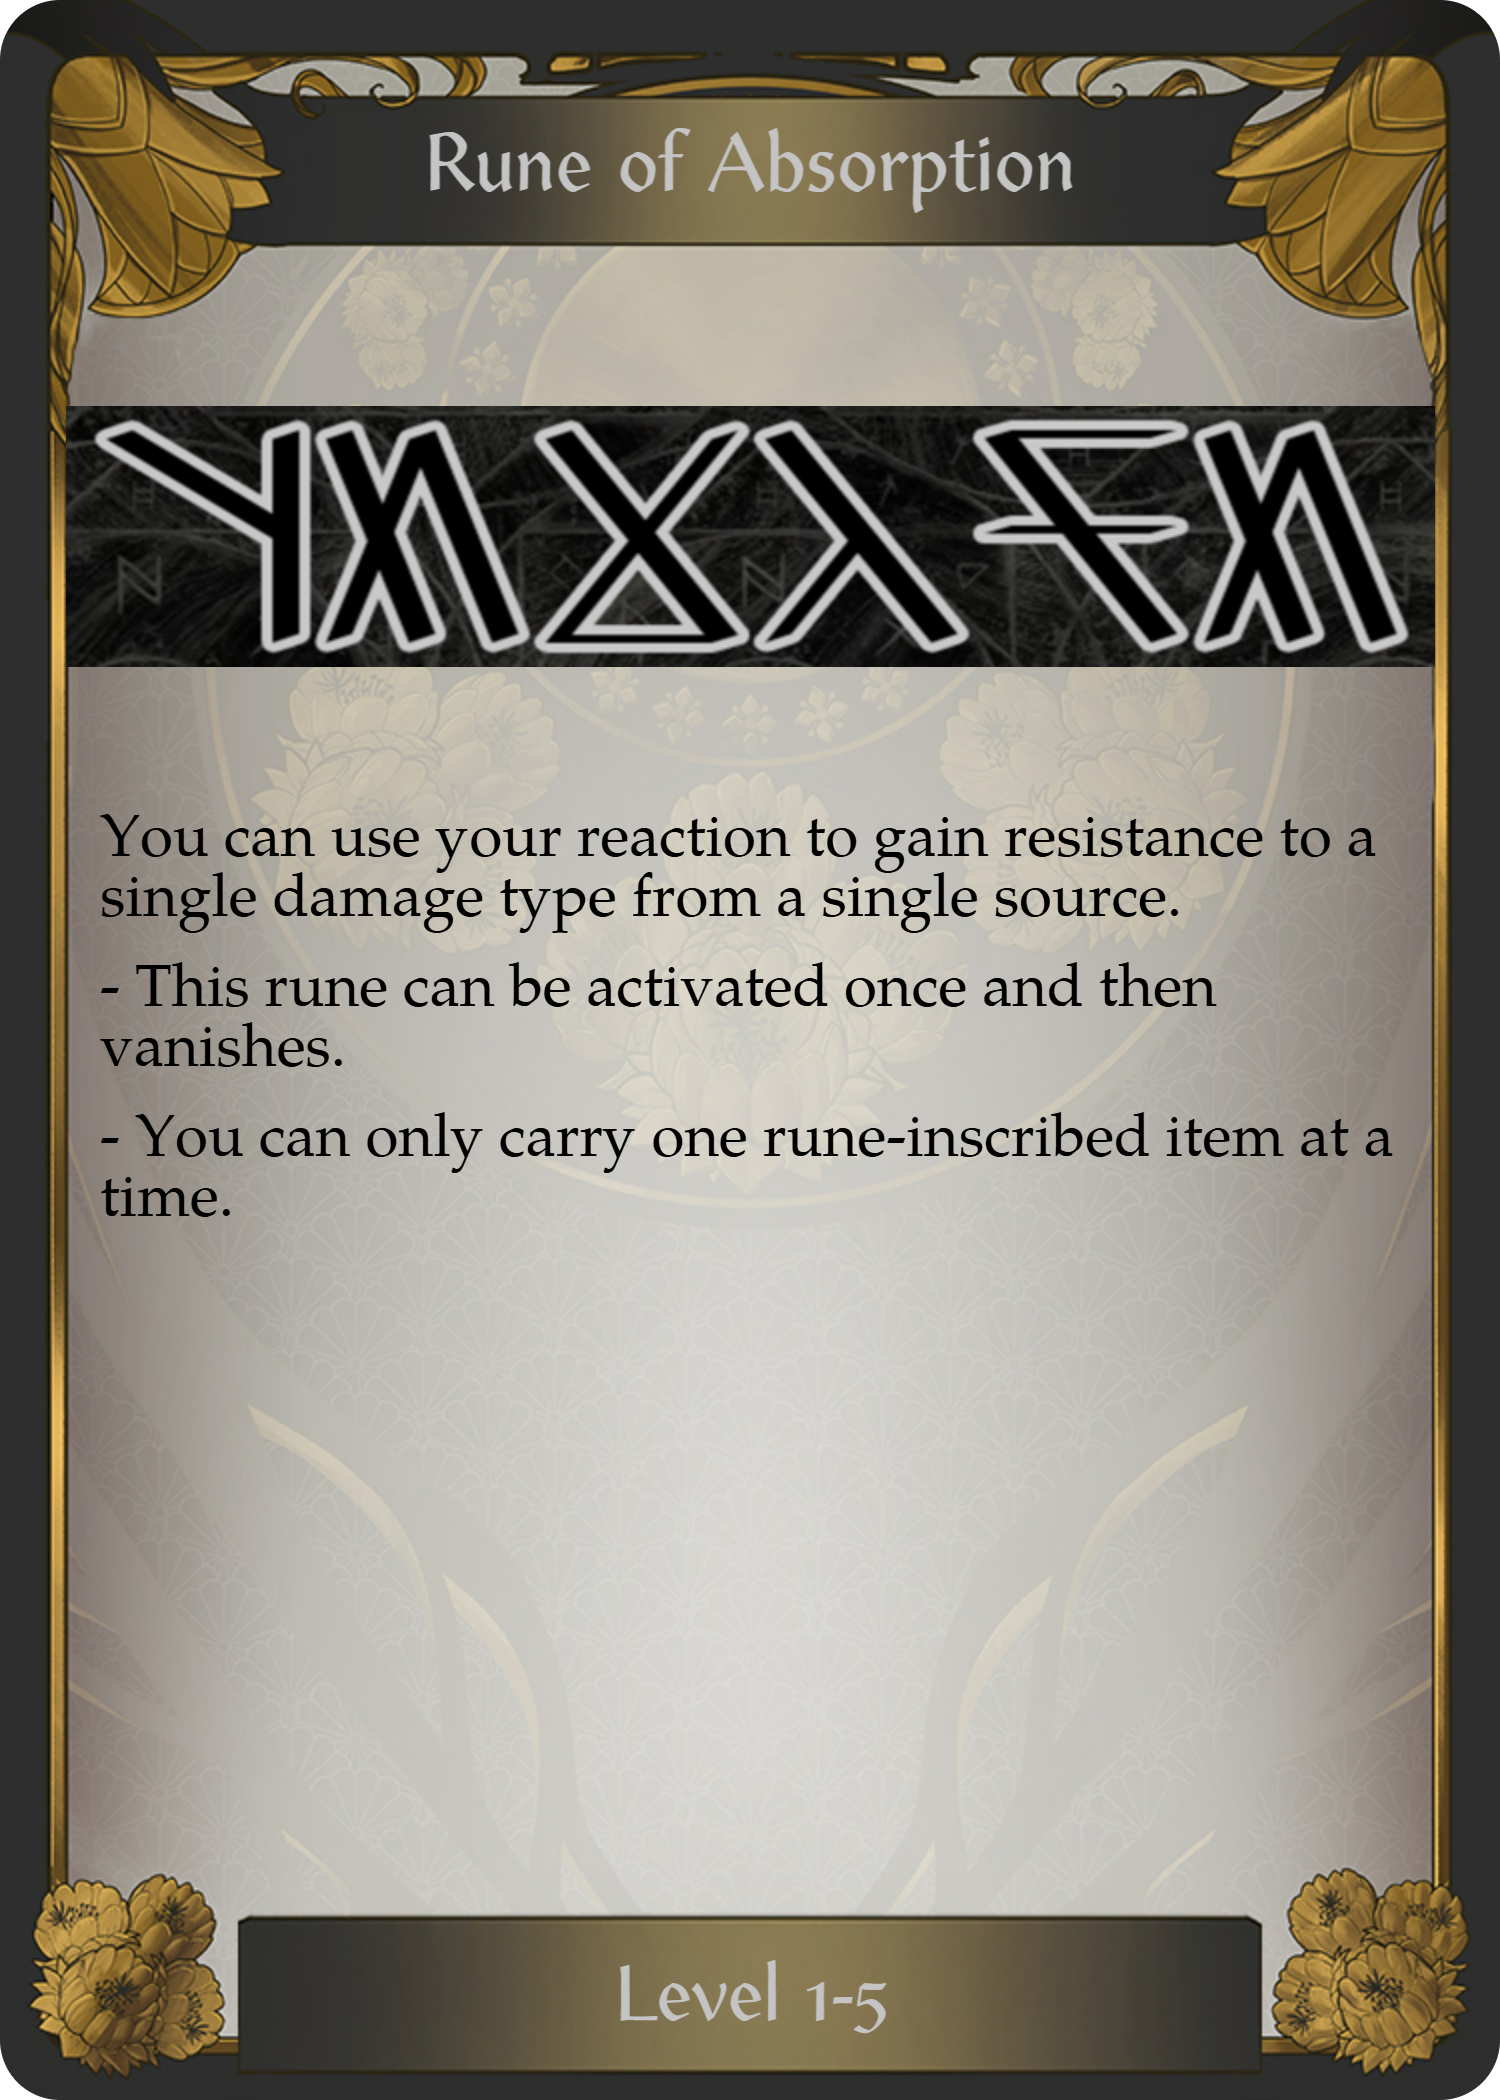 Rune of Absorption
You can use your reaction to gain resistance to a
single damage type from a single source.
- This rune can be activated once and then
vanishes.
- You can only carry one rune-inscribed item at a
time.
Level 1-5